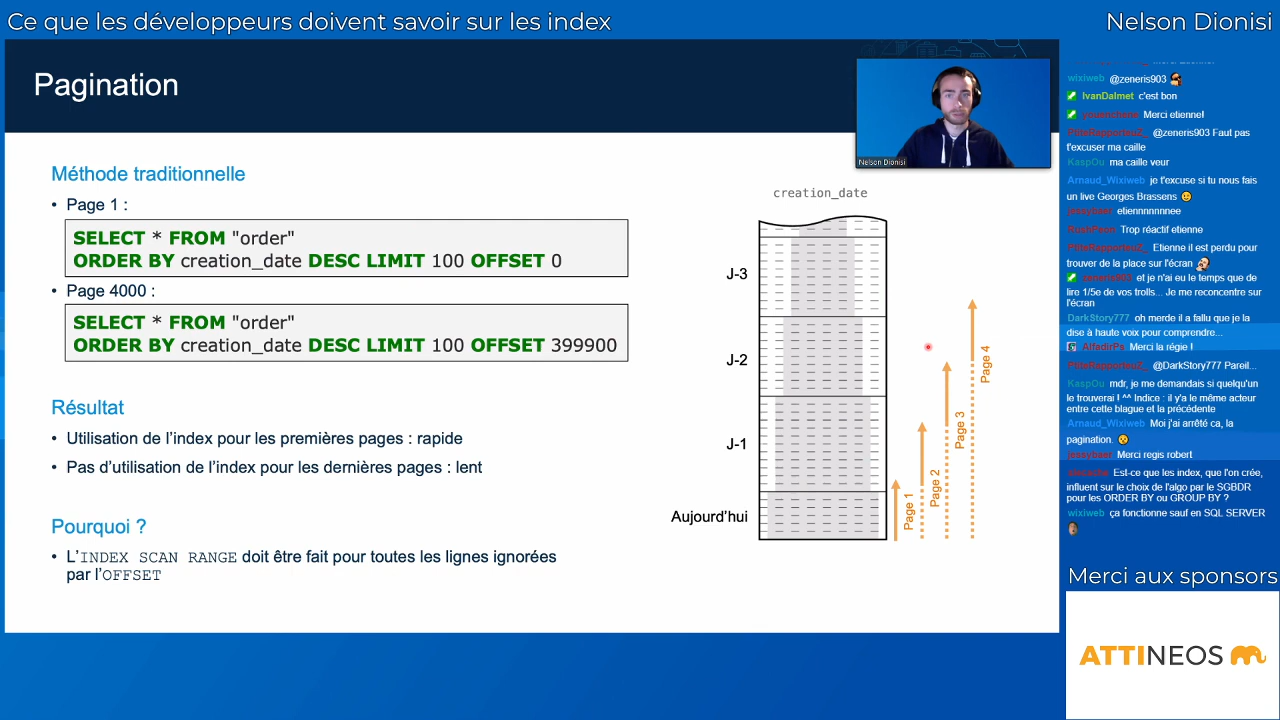 Ce que les développeurs doivent savoir sur les index
Nelson Dionisi
Pagination
Nelson Dionisi
Méthode traditionnelle
• Page 1 :
SELECT * FROM "order"
ORDER BY creation_date DESC LIMIT 100 OFFSET 0
• Page 4000 :
SELECT * FROM "order"
ORDER BY creation_date DESC LIMIT 100 OFFSET 399900
Résultat
• Utilisation de l'index pour les premières pages : rapide
• Pas d'utilisation de l'index pour les dernières pages : lent
Pourquoi ?
• L'INDEX SCAN RANGE doit être fait pour toutes les lignes ignorées
par l'OFFSET
creation_date
J-3
J-2
J-1
Aujourd'hui
Page 1
Page 2
Page 3
Page 4
wixiweb @zeneris903
IvanDalmet c'est bon
Merci etienne!
PtiteRapporteuZ_ @zeneris903 Faut pas
t'excuser ma caille
KaspOu ma caille veur
Arnaud_Wixiweb je t'excuse si tu nous fais
un live Georges Brassens
jessybaer etiennnnnnee
Trop réactif etienne
PtiteRapporteuZ_ Etienne il est perdu pour
trouver de la place sur l'écran
zeneris903 et je n'ai eu le temps que de
lire 1/5e de vos trolls... Je me reconcentre sur
l'écran
DarkStory777 oh merde il a fallu que je la
dise à haute voix pour comprendre...
AlfadirPs Merci la régie !
PtiteRapporteuZ_ @DarkStory777 Pareil...
KaspOu mdr, je me demandais si quelqu'un
le trouverai ! ^^ Indice : il y'a le même auteur
entre cette blague et la précédente
Arnaud_Wixiweb Moi j'ai arrêté ca, la
pagination.
jessybaer Merci regis robert
Est-ce que les index, que l'on crée
influent sur le choix de l'algo par le SGBDR
pour les ORDER BY ou GROUP BY ?
wixiweb ça fonctionne sauf en SQL SERVER
Merci aux sponsors
ATTINEOS